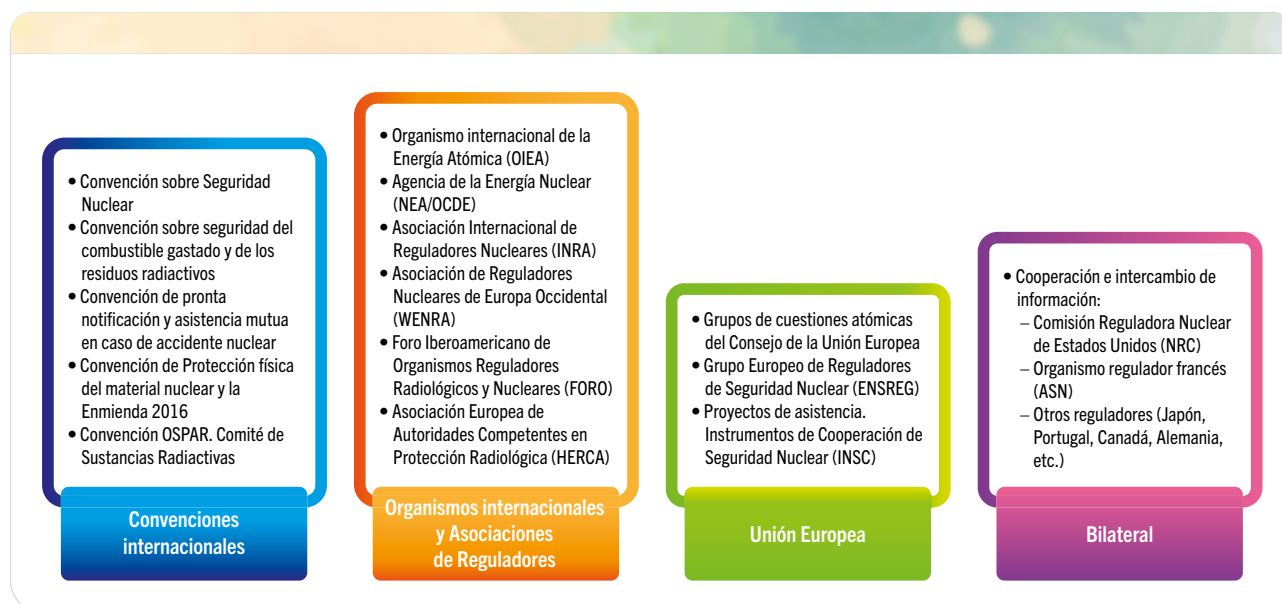 • Convención sobre Seguridad
Nuclear
• Convención sobre seguridad del
combustible gastado y de los
residuos radiactivos
• Convención de pronta
notificación y asistencia mutua
en caso de accidente nuclear
• Convención de Protección física
del material nuclear y la
Enmienda 2016
• Convención OSPAR. Comité de
Sustancias Radiactivas
Convenciones
internacionales
• Organismo internacional de la
Energía Atómica (OIEA)
• Agencia de la Energía Nuclear
(NEA/OCDE)
• Asociación Internacional de
Reguladores Nucleares (INRA)
• Asociación de Reguladores
Nucleares de Europa Occidental
(WENRA)
• Foro Iberoamericano de
Organismos Reguladores
Radiológicos y Nucleares (FORO)
• Asociación Europea de
Autoridades Competentes en
Protección Radiológica (HERCA)
Organismos internacionales
y Asociaciones
de Reguladores
• Grupos de cuestiones atómicas
del Consejo de la Unión Europea
• Grupo Europeo de Reguladores
de Seguridad Nuclear (ENSREG)
• Proyectos de asistencia.
Instrumentos de Cooperación de
Seguridad Nuclear (INSC)
Unión Europea
• Cooperación e intercambio de
información:
– Comisión Reguladora Nuclear
de Estados Unidos (NRC)
– Organismo regulador francés
(ASN)
– Otros reguladores (Japón,
Portugal, Canadá, Alemania,
etc.)
Bilateral